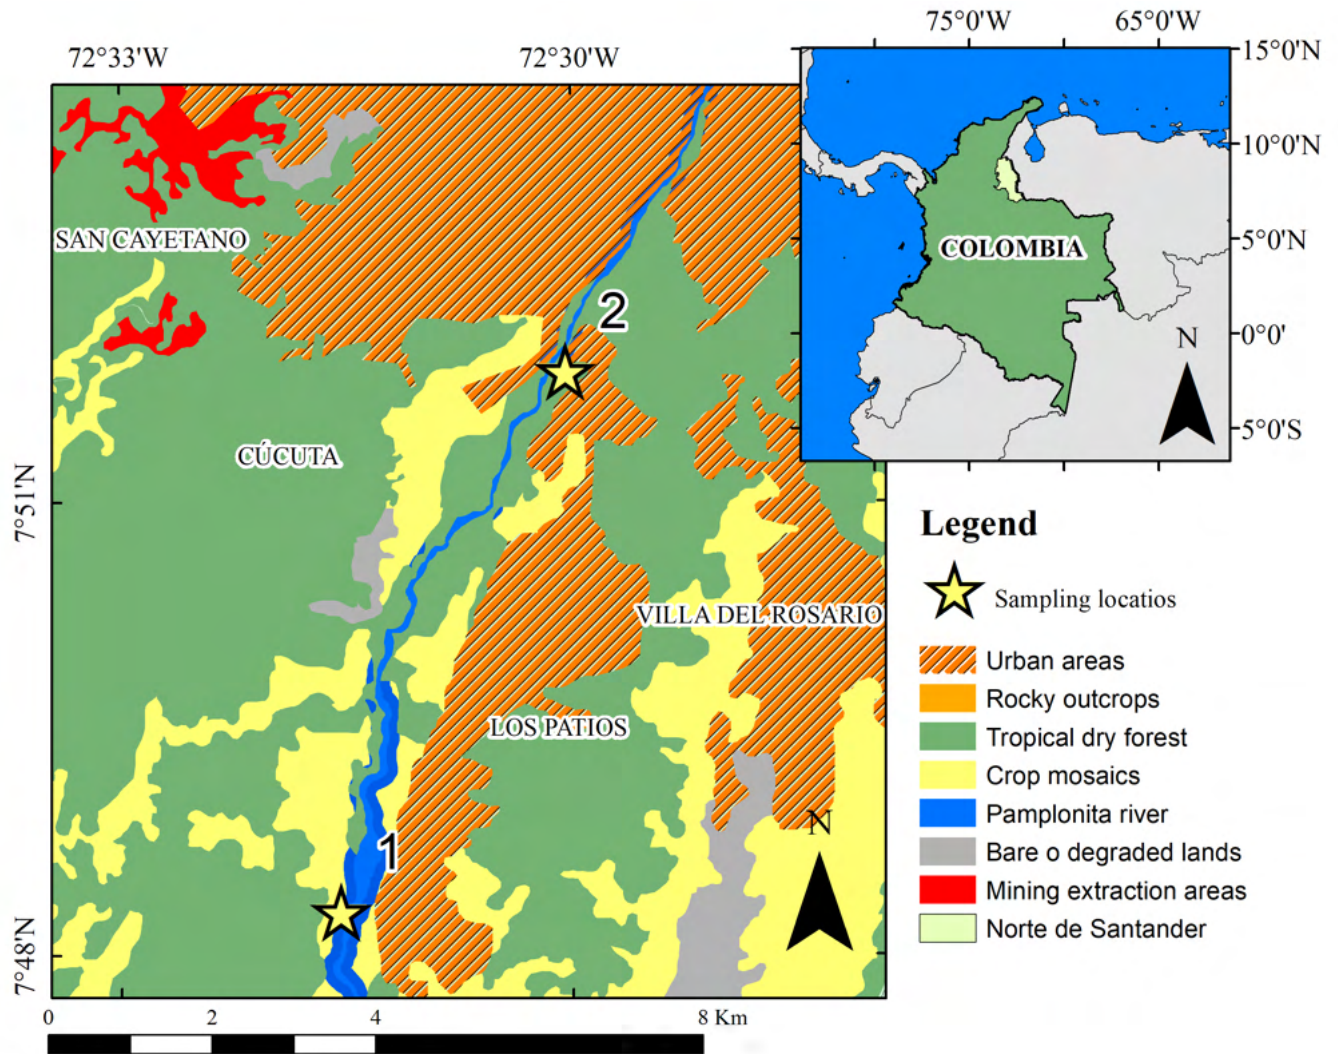 75°0'W
65°0'W
72°33'W
72°30'W
15°0'N
10°0'N
5°0'N
0°0'
5°0'S
COLOMBIA
N
SAN CAYETANO
2
CÚCUTA
7°51'N
VILLA DEL ROSARIO
LOS PATIOS
1
N
7°48'N
Legend
Sampling locatios
Urban areas
Rocky outcrops
Tropical dry forest
Crop mosaics
Pamplonita river
Bare o degraded lands
Mining extraction areas
Norte de Santander
0 2 4 8 Km